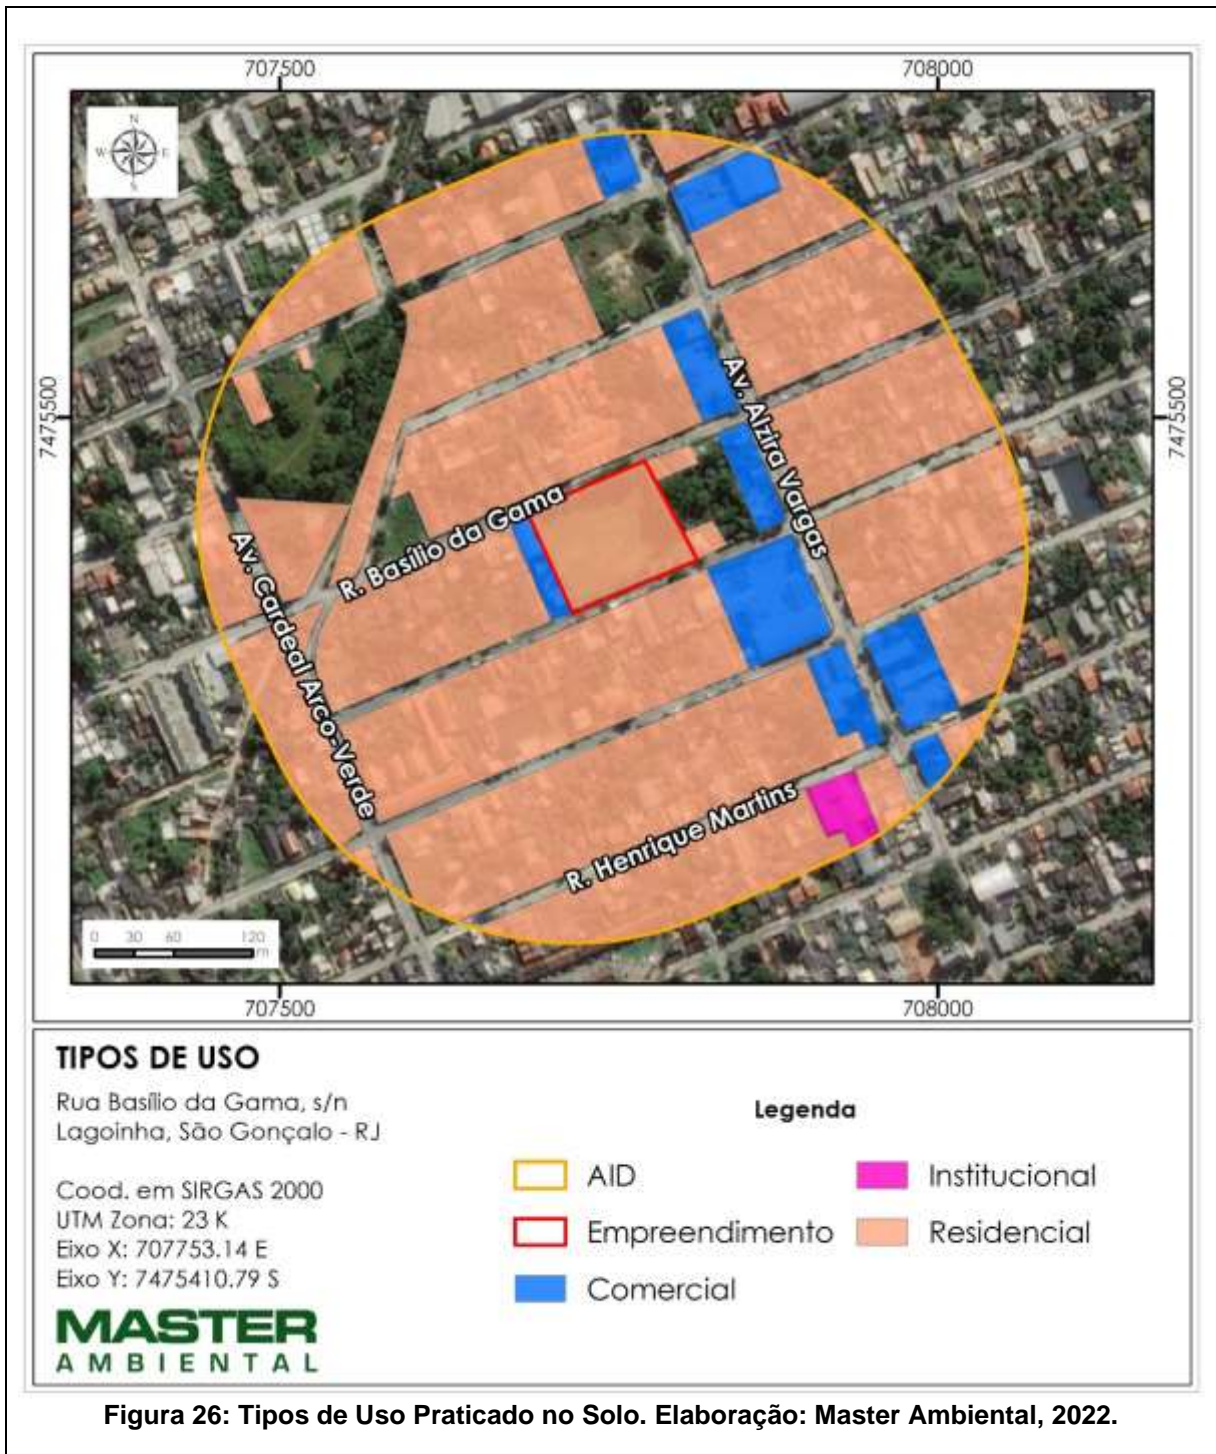 707500
708000
N
W
E
S
7475500
7475500
Av. Alzira Vargas
R. Basílio da Gama
Av. Cardeal Arco-Verde
R. Henrique Martins
0 30 60 120
m
707500
708000
TIPOS DE USO
Rua Basílio da Gama, s/n
Lagoinha, São Gonçalo - RJ
Cood. em SIRGAS 2000
UTM Zona: 23 K
Eixo X: 707753.14 E
Eixo Y: 7475410.79 S
MASTER
AMBIENTAL
Legenda
AID
Institucional
Empreendimento
Residencial
Comercial
Figura 26: Tipos de Uso Praticado no Solo. Elaboração: Master Ambiental, 2022.